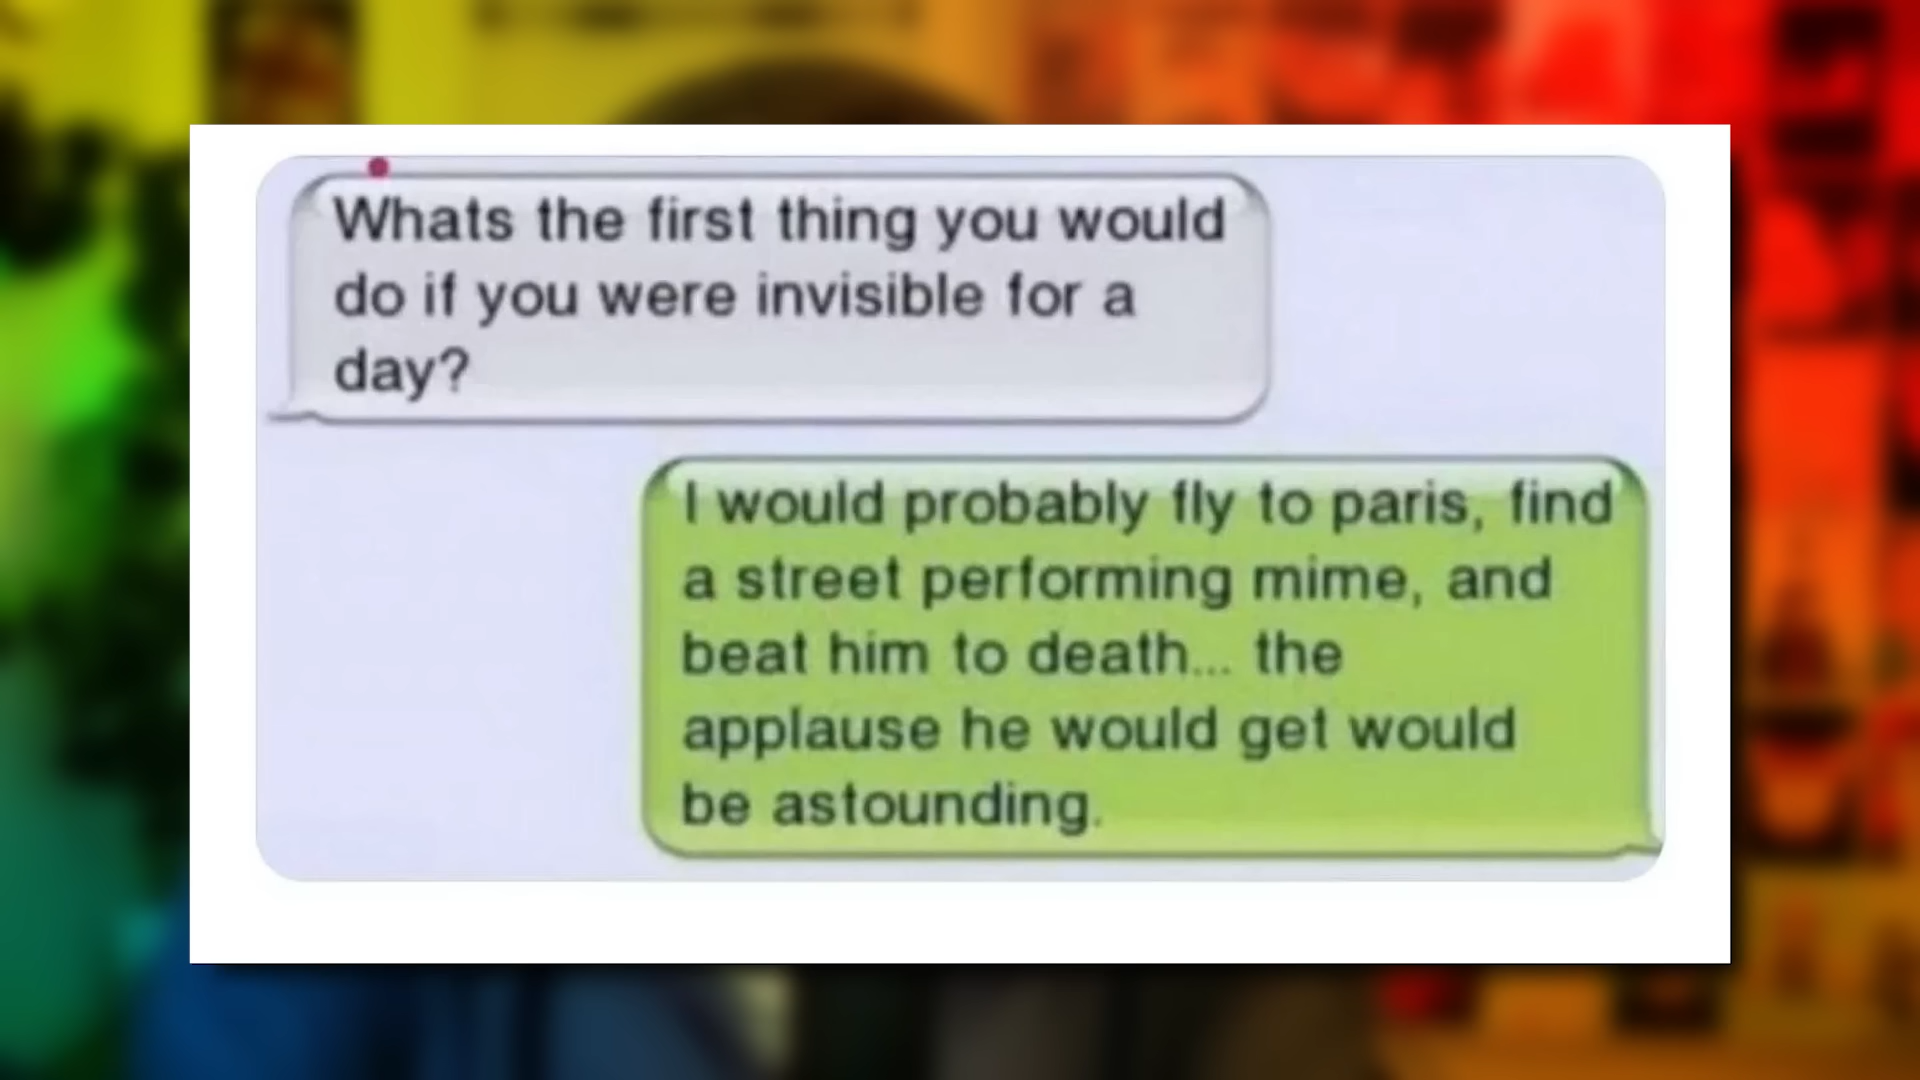 Whats the first thing you would
do if you were invisible for a
day?
I would probably fly to paris, find
a street performing mime, and
beat him to death... the
applause he would get would
be astounding.